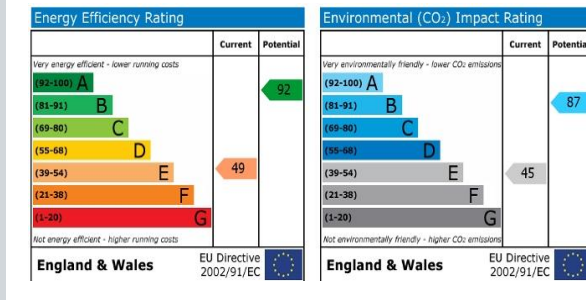 Energy Efficiency Rating
Current Potential
Very energy efficient - lower running costs
(92-100) A
(81-91) B
(69-80) C
(55-68) D
(39-54) E
(21-38) F
(1-20) G
92
49
Not energy efficient - higher running costs
England & Wales
EU Directive
2002/91/EC
Environmental (CO₂) Impact Rating
Current Potentia
Very environmentally friendly - lower CO₂ emissions
(92-100) A
(81-91) B
(69-80) C
(55-68) D
(39-54) E
(21-38) F
(1-20) G
87
45
Not environmentally friendly - higher CO₂ emissions
England & Wales
EU Directive
2002/91/EC